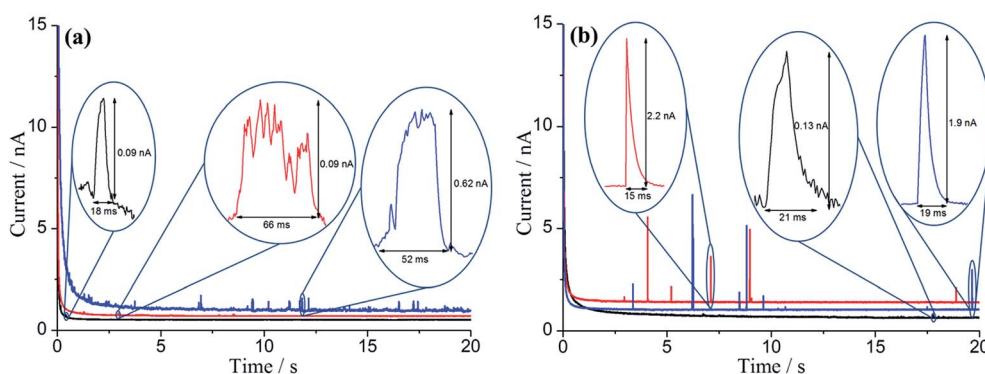 (a)
Current / nA
15
10
5
0
0.09 nA
18 ms
0.09 nA
66 ms
0.62 nA
52 ms
0 5 10 15 20
Time / s
(b)
Current / nA
15
10
5
0
2.2 nA
15 ms
0.13 nA
21 ms
1.9 nA
19 ms
0 5 10 15 20
Time / s